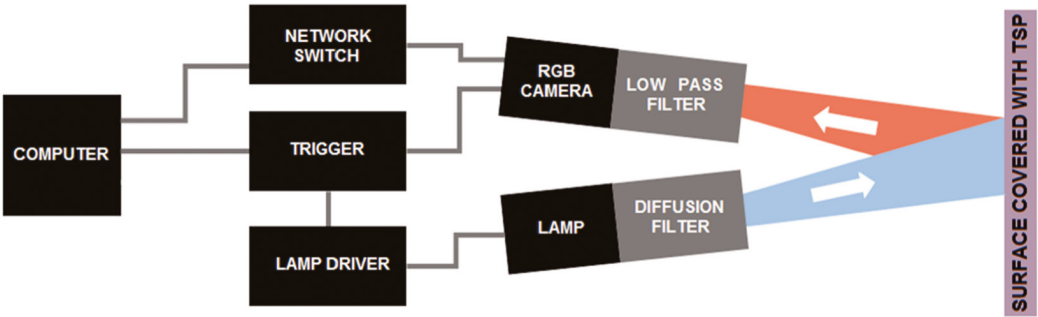 NETWORK
SWITCH
RGB
CAMERA
LOW PASS
FILTER
COMPUTER
TRIGGER
LAMP DRIVER
LAMP
DIFFUSION
FILTER
SURFACE COVERED WITH TSP